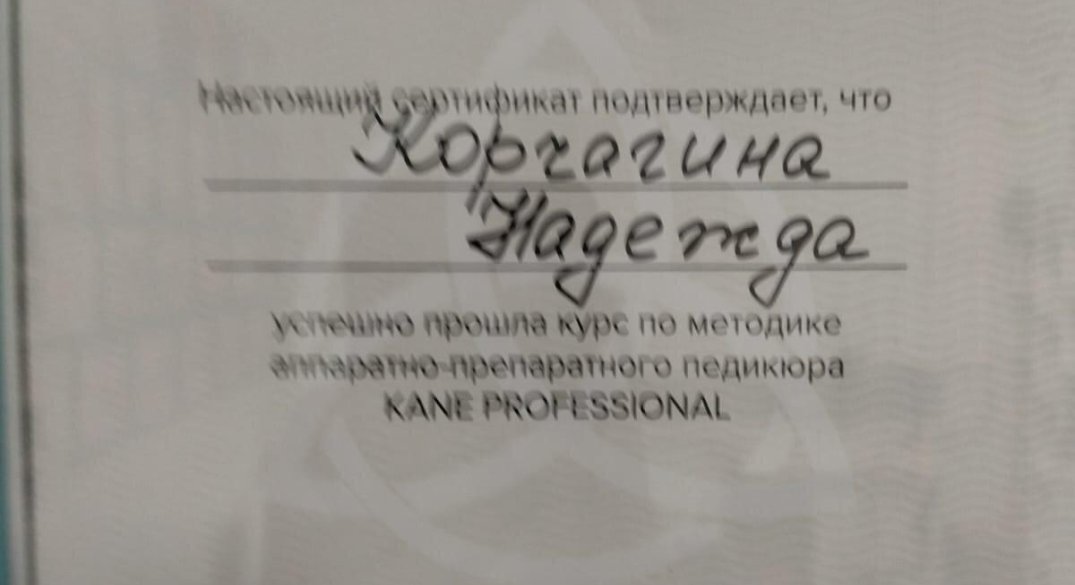 Настоящий сертификат подтверждает, что
Корчагина
Надежда
успешно прошла курс по методике
аппаратно-препаратного педикюра
KANE PROFESSIONAL